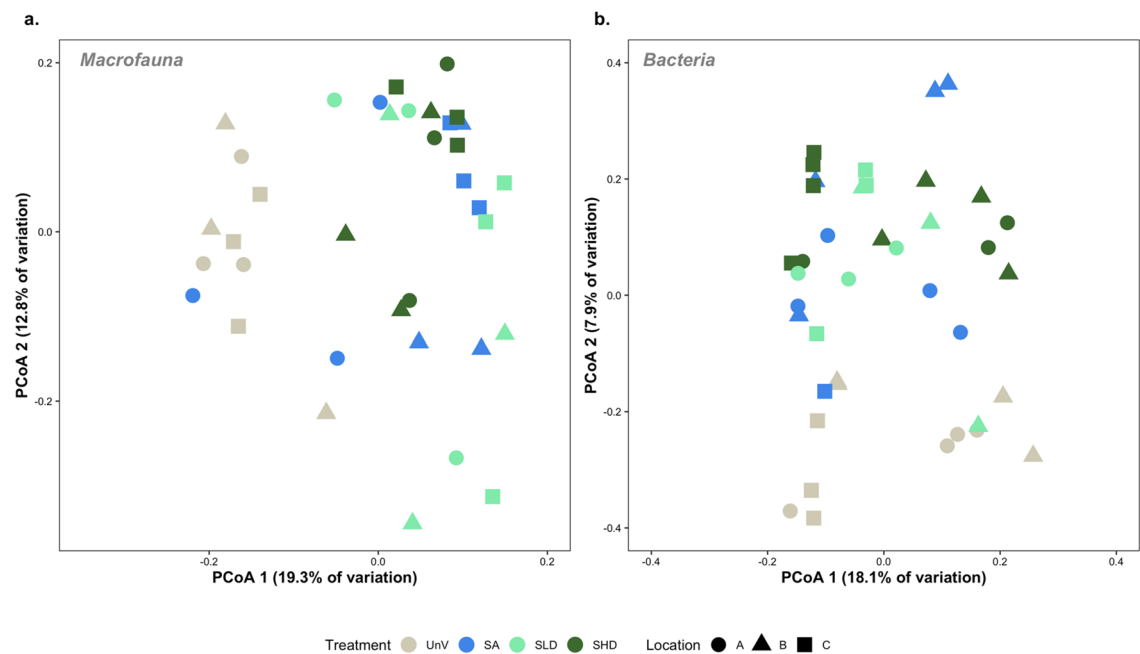 a.
Macrofauna
0.2
0.0
-0.2
PCoA 2 (12.8% of variation)
-0.2
0.0
0.2
PCoA 1 (19.3% of variation)
b.
Bacteria
0.4
0.2
0.0
-0.2
-0.4
PCoA 2 (7.9% of variation)
-0.4
-0.2
0.0
0.2
0.4
PCoA 1 (18.1% of variation)
Treatment UnV SA SLD SHD Location A B C